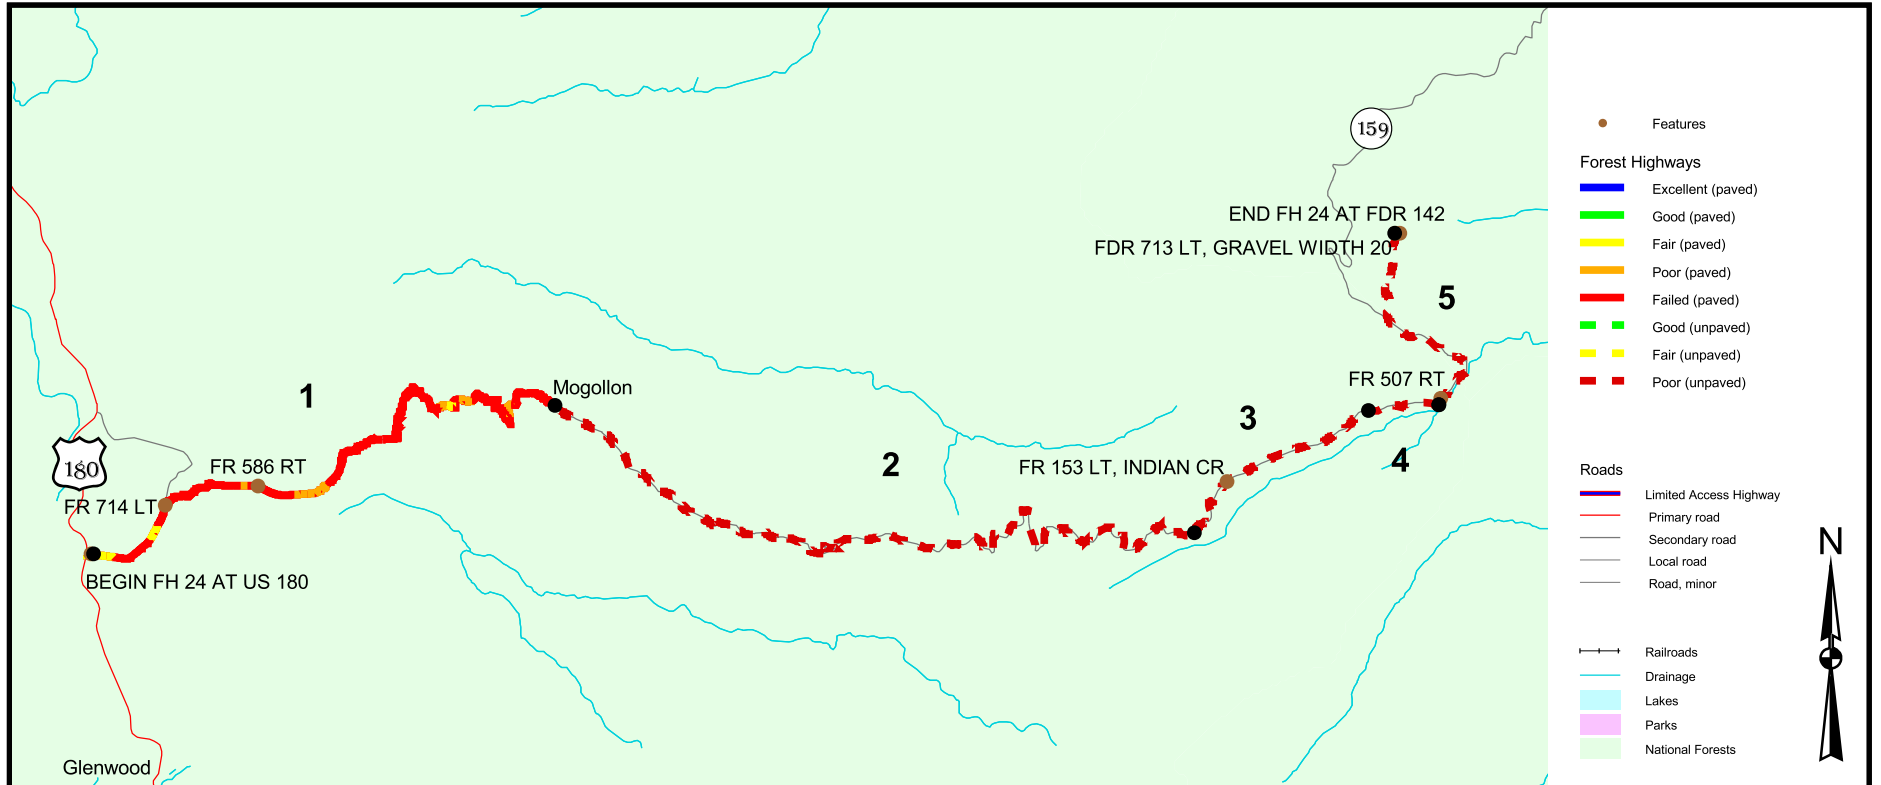 159
END FH 24 AT FDR 142
FDR 713 LT, GRAVEL WIDTH 20
5
FR 507 RT
Mogollon
1
3
2
4
FR 153 LT, INDIAN CR
180
FR 586 RT
FR 714 LT
BEGIN FH 24 AT US 180
Glenwood
Features
Forest Highways
Excellent (paved)
Good (paved)
Fair (paved)
Poor (paved)
Failed (paved)
Good (unpaved)
Fair (unpaved)
Poor (unpaved)
Roads
Limited Access Highway
Primary road
Secondary road
Local road
Road, minor
Railroads
Drainage
Lakes
Parks
National Forests
N